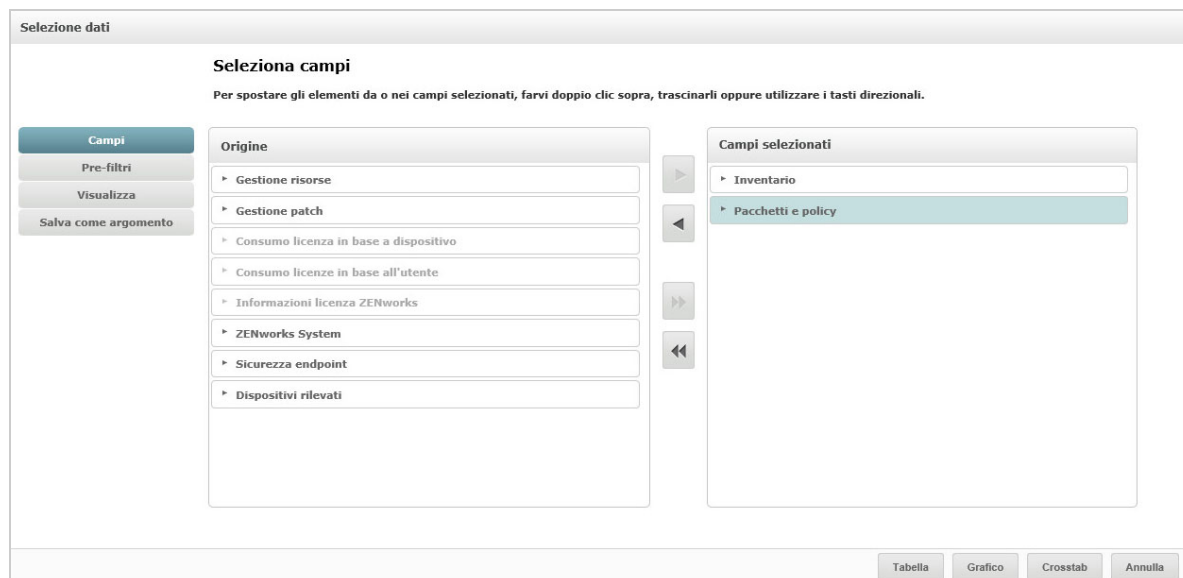 Selezione dati
Seleziona campi
Per spostare gli elementi da o nei campi selezionati, farvi doppio clic sopra, trascinarli oppure utilizzare i tasti direzionali.
Campi
Pre-filtri
Visualizza
Salva come argomento
Origine
Gestione risorse
Gestione patch
Consumo licenza in base a dispositivo
Consumo licenze in base all'utente
Informazioni licenza ZENworks
ZENworks System
Sicurezza endpoint
Dispositivi rilevati
Campi selezionati
Inventario
Pacchetti e policy
Tabella
Grafico
Crosstab
Annulla